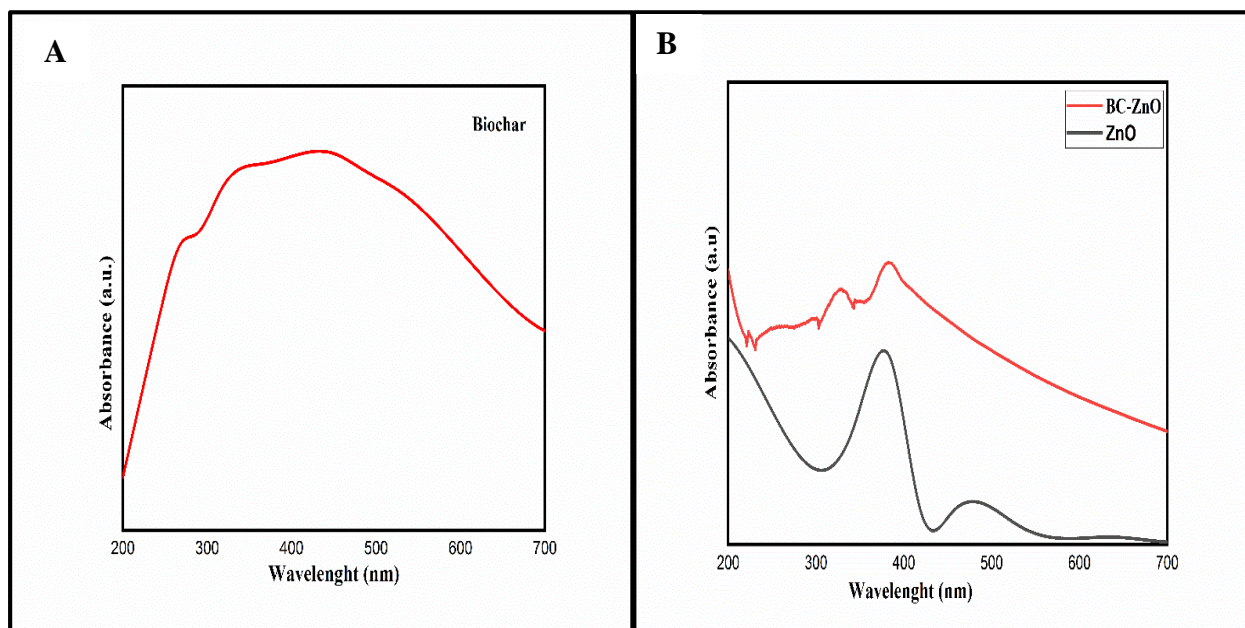 A
Biochar
Absorbance (a.u.)
200 300 400 500 600 700
Wavelenght (nm)
B
BC-ZnO
ZnO
Absorbance (a.u)
200 300 400 500 600 700
Wavelenght (nm)